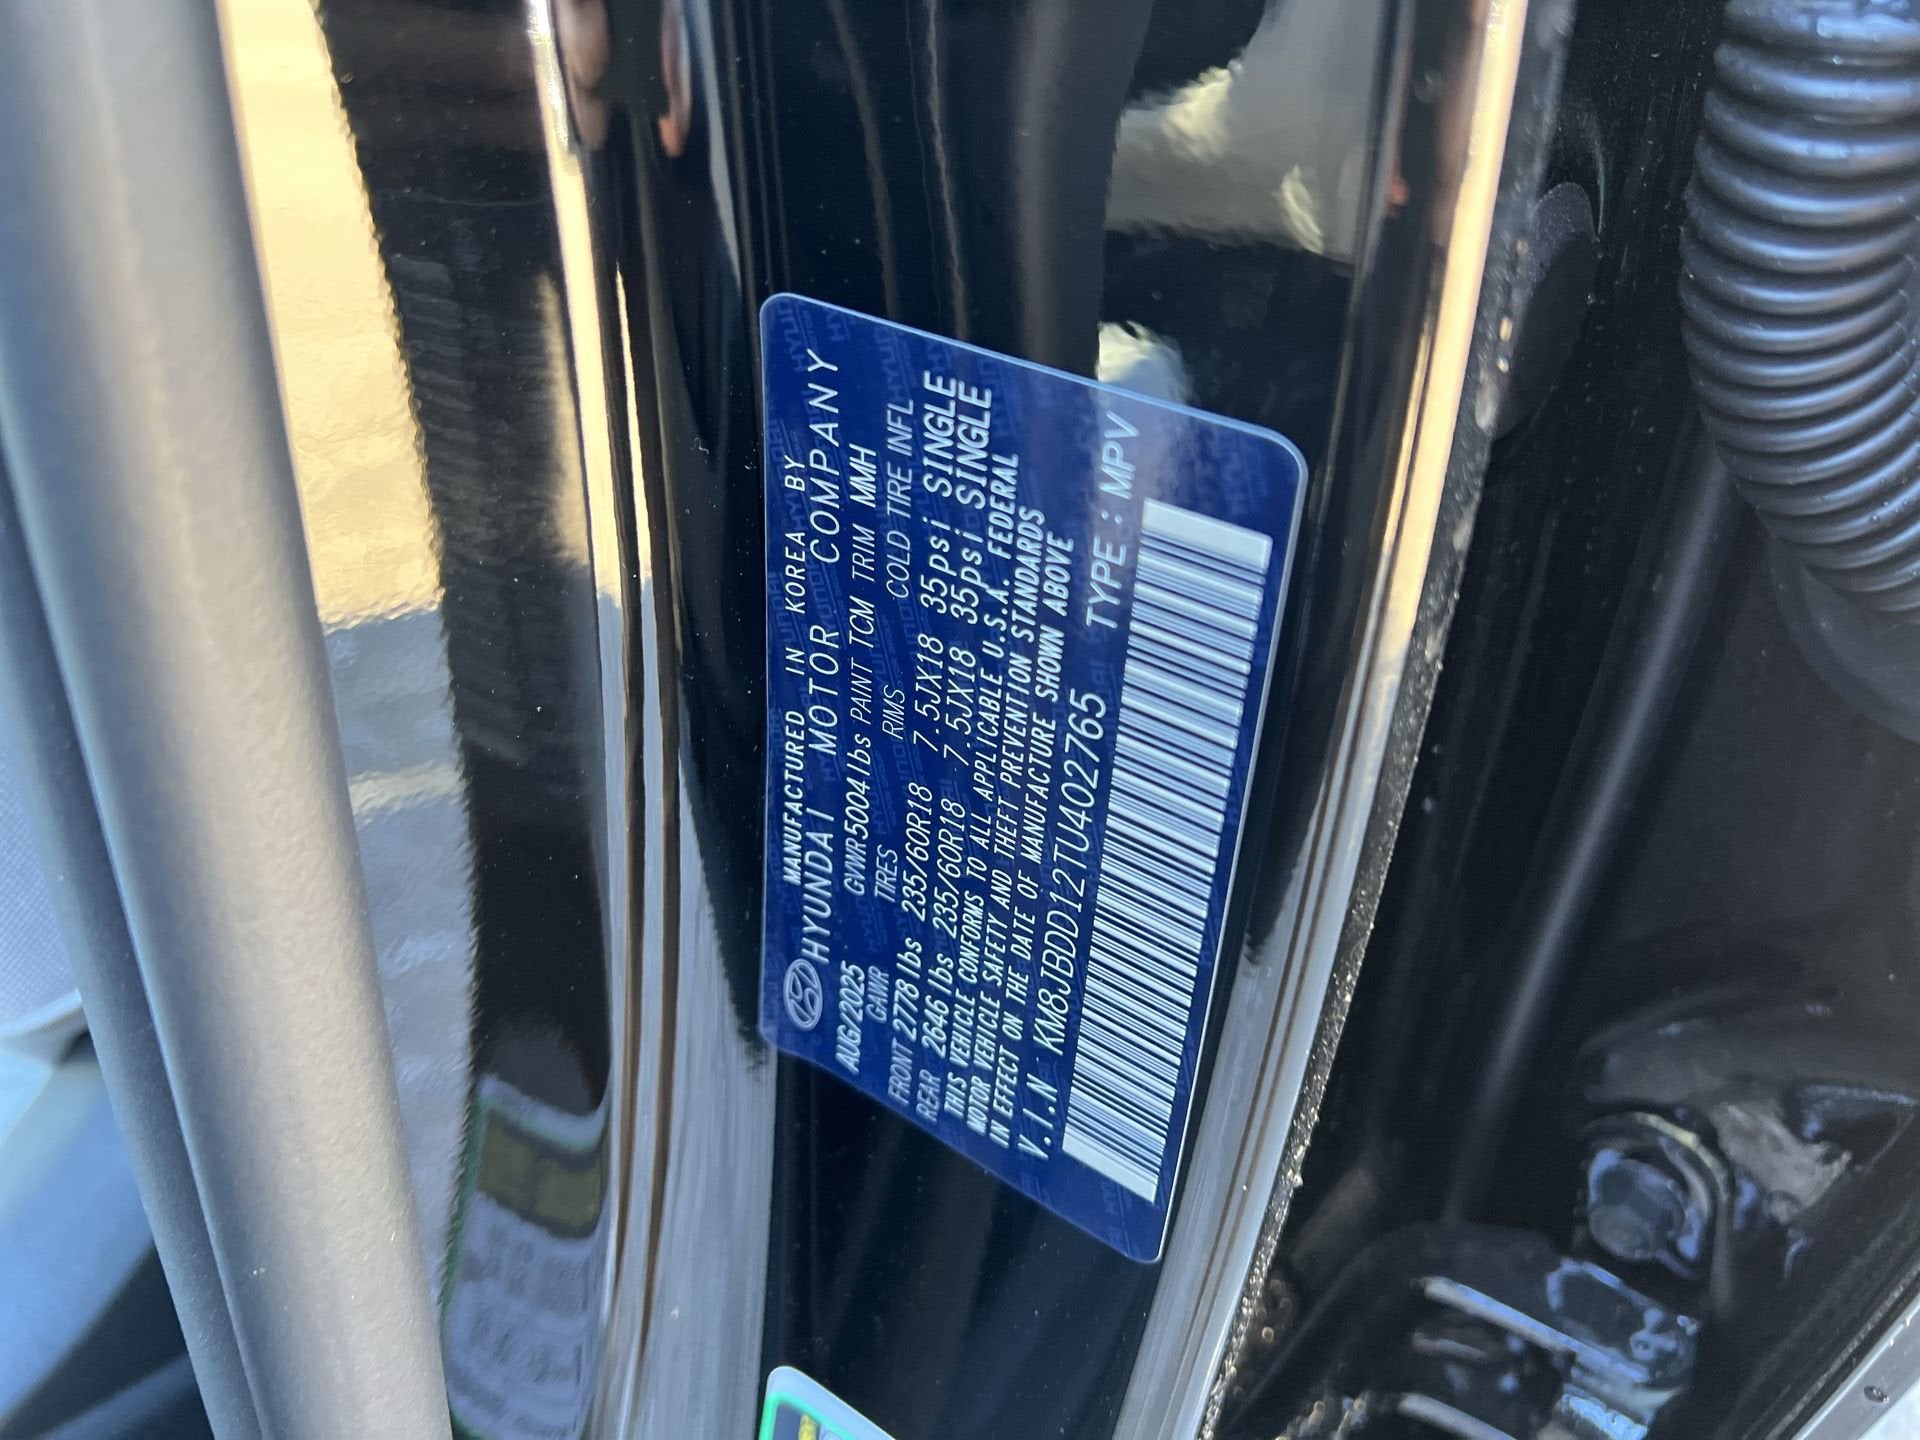 MANUFACTURED IN KOREA BY
HYUNDAI MOTOR COMPANY
AUG/2025 GVWR 5004lbs PAINT TCM TRIM MMH
GAWR TIRES RIMS COLD TIRE INFL
FRONT 2778 lbs 235/60R18 7.5JX18 35psi SINGLE
REAR 2646 lbs 235/60R18 7.5JX18 35psi SINGLE
THIS VEHICLE CONFORMS TO ALL APPLICABLE U.S.A. FEDERAL
MOTOR VEHICLE SAFETY AND THEFT PREVENTION STANDARDS
IN EFFECT ON THE DATE OF MANUFACTURE SHOWN ABOVE
V.I.N KM8JBDD12TU402765 TYPE : MPV